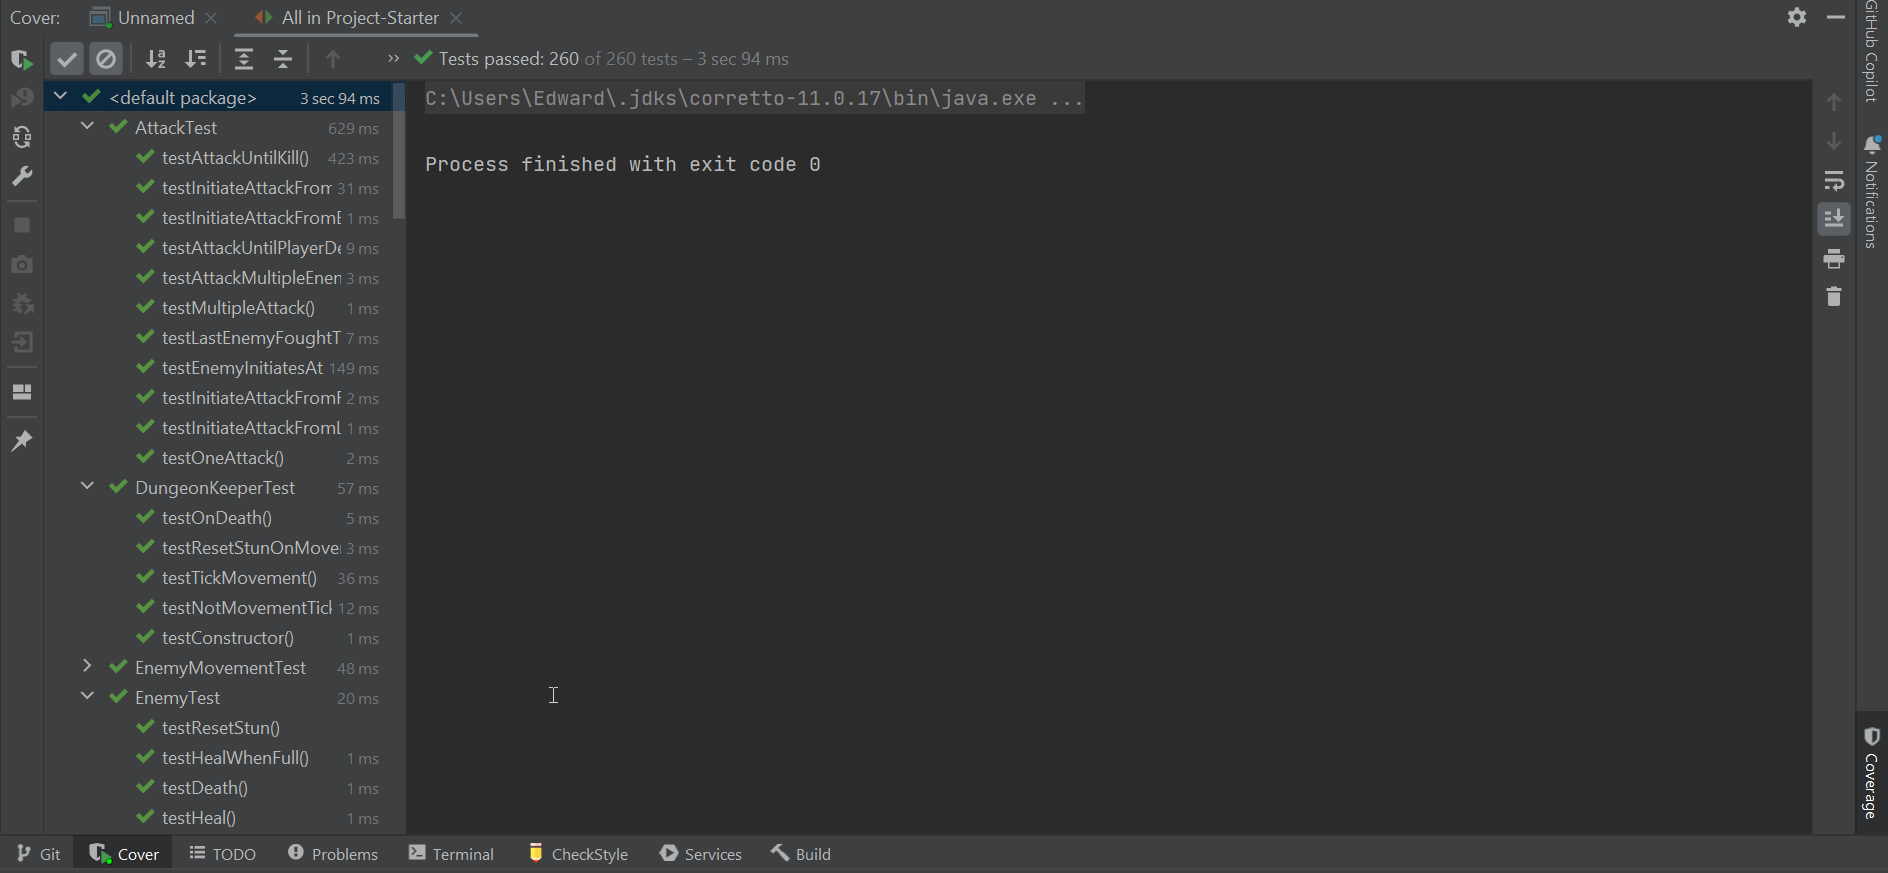 Cover: Unnamed All in Project-Starter
Tests passed: 260 of 260 tests – 3 sec 94 ms
<default package> 3 sec 94 ms
AttackTest 629 ms
testAttackUntilKill() 423 ms
testInitiateAttackFrom 31 ms
testInitiateAttackFromE 1 ms
testAttackUntilPlayerDe 9 ms
testAttackMultipleEnem 3 ms
testMultipleAttack() 1 ms
testLastEnemyFoughtT 7 ms
testEnemyInitiatesAt 149 ms
testInitiateAttackFromF 2 ms
testInitiateAttackFromL 1 ms
testOneAttack() 2 ms
DungeonKeeperTest 57 ms
testOnDeath() 5 ms
testResetStunOnMove 3 ms
testTickMovement() 36 ms
testNotMovementTick 12 ms
testConstructor() 1 ms
EnemyMovementTest 48 ms
EnemyTest 20 ms
testResetStun()
testHealWhenFull() 1 ms
testDeath() 1 ms
testHeal() 1 ms
C:\Users\Edward\.jdks\corretto-11.0.17\bin\java.exe ...
Process finished with exit code 0
GitHub Copilot
Notifications
Coverage
Git Cover TODO Problems Terminal CheckStyle Services Build